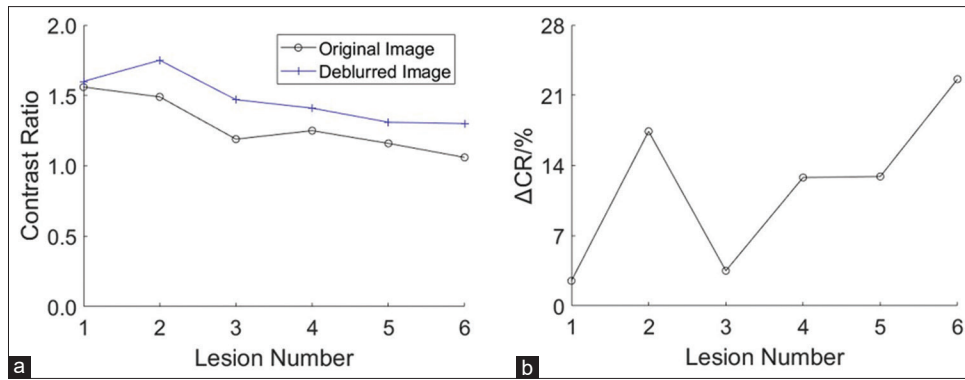 2.0
1.5
1.0
0.5
0.0
Contrast Ratio
Original Image
Deblurred Image
1 2 3 4 5 6
Lesion Number
a
28
21
14
7
0
ΔCR/%
1 2 3 4 5 6
Lesion Number
b